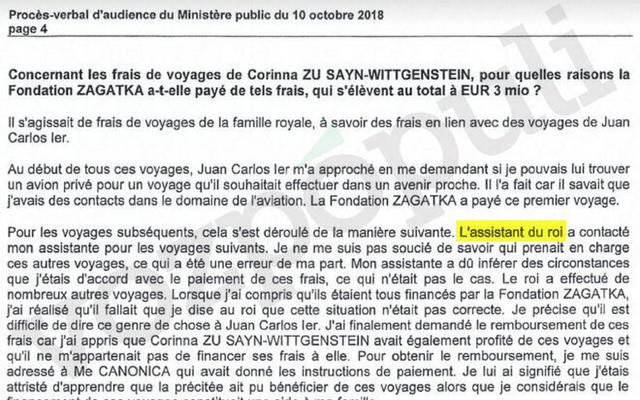 Procès-verbal d'audience du Ministère public du 10 octobre 2018
page 4
Concernant les frais de voyages de Corinna ZU SAYN-WITTGENSTEIN, pour quelles raisons la
Fondation ZAGATKA a-t-elle payé de tels frais, qui s'élèvent au total à EUR 3 mio ?
Il s'agissait de frais de voyages de la famille royale, à savoir des frais en lien avec des voyages de Juan
Carlos Ier.
Au début de tous ces voyages, Juan Carlos Ier m'a approché en me demandant si je pouvais lui trouver
un avion privé pour un voyage qu'il souhaitait effectuer dans un avenir proche. Il l'a fait car il savait que
j'avais des contacts dans le domaine de l'aviation. La Fondation ZAGATKA a payé ce premier voyage.
Pour les voyages subséquents, cela s'est déroulé de la manière suivante. L'assistant du roi a contacté
mon assistante pour les voyages suivants. Je ne me suis pas soucié de savoir qui prenait en charge
ces autres voyages, ce qui a été une erreur de ma part. Mon assistante a dû inférer des circonstances
que j'étais d'accord avec le paiement de ces frais, ce qui n'était pas le cas. Le roi a effectué de
nombreux autres voyages. Lorsque j'ai compris qu'ils étaient tous financés par la Fondation ZAGATKA,
j'ai réalisé qu'il fallait que je dise au roi que cette situation n'était pas correcte. Je précise qu'il est
difficile de dire ce genre de chose à Juan Carlos Ier. J'ai finalement demandé le remboursement de ces
frais car j'ai appris que Corinna ZU SAYN-WITTGENSTEIN avait également profité de ces voyages et
qu'il ne m'appartenait pas de financer ses frais à elle. Pour obtenir le remboursement, je me suis
adressé à Me CANONICA qui avait donné les instructions de paiement. Je lui ai signifié que j'étais
attristé d'apprendre que la précitée ait pu bénéficier de ces voyages alors que je considérais que le
financement de ces voyages constituait une aide à ma famille.